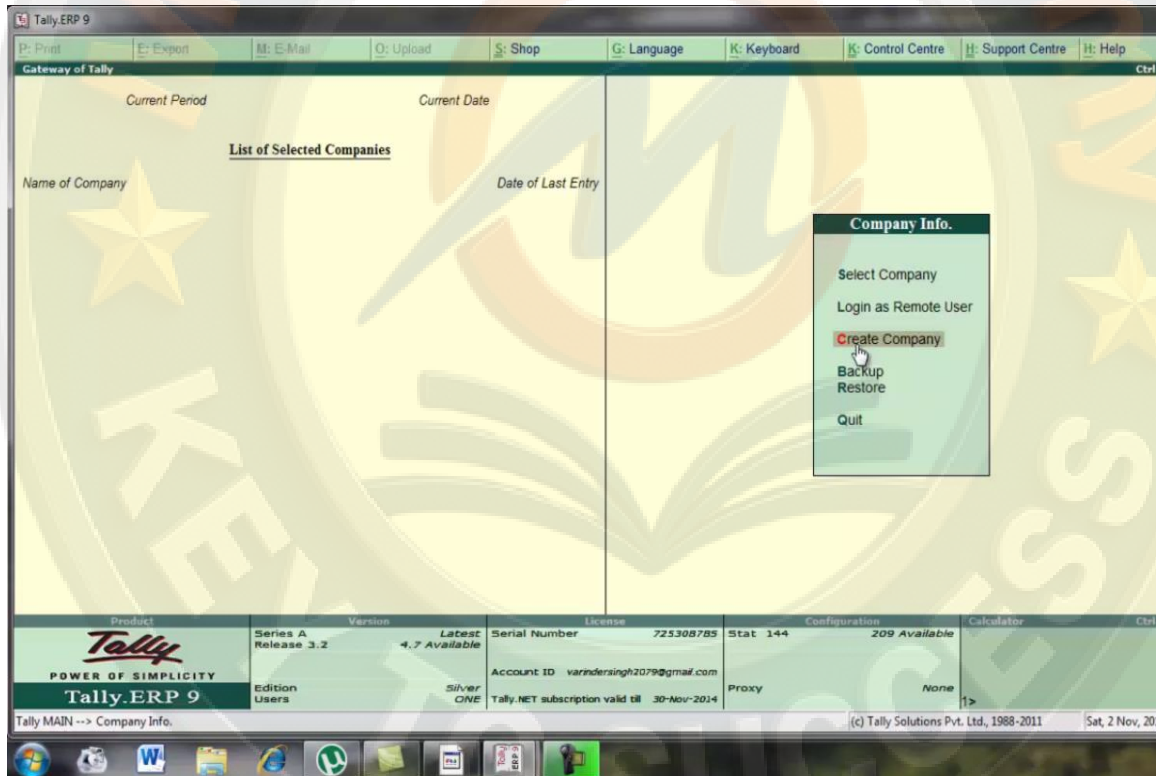 Tally.ERP 9
P: Print E: Export M: E-Mail O: Upload S: Shop G: Language K: Keyboard K: Control Centre H: Support Centre H: Help
Gateway of Tally Ctrl
Current Period Current Date
List of Selected Companies
Name of Company Date of Last Entry
Company Info.
Select Company
Login as Remote User
Create Company
Backup
Restore
Quit
KEY TO SUCCESS
Product Version License Configuration Calculator Ctrl
Tally
POWER OF SIMPLICITY
Tally.ERP 9
Series A Latest
Release 3.2 4.7 Available
Edition Silver
Users ONE
Serial Number 725308785
Account ID varindersingh2079@gmail.com
Tally.NET subscription valid till 30-Nov-2014
Stat 144 209 Available
Proxy None
1>
Tally MAIN --> Company Info. (c) Tally Solutions Pvt. Ltd., 1988-2011 Sat, 2 Nov, 20